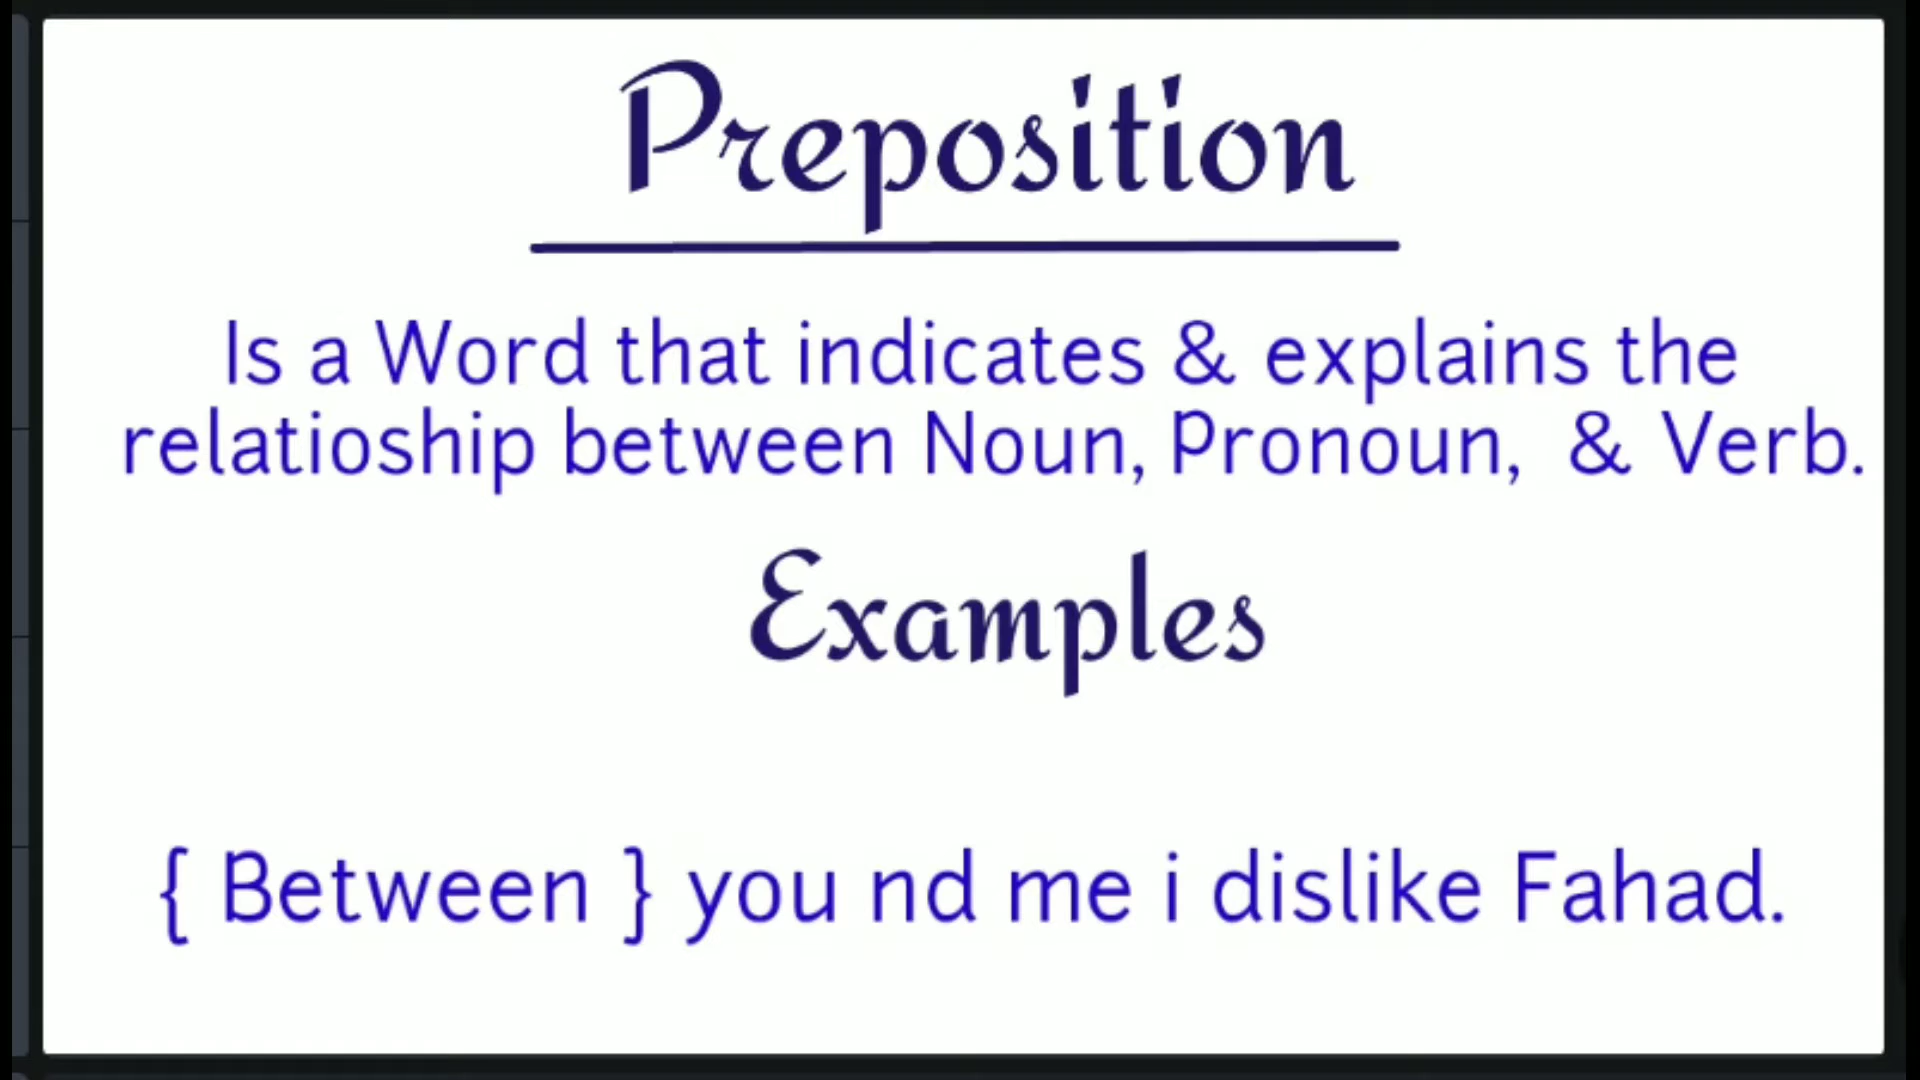 Preposition
Is a Word that indicates & explains the
relatioship between Noun, Pronoun, & Verb.
Examples
{ Between } you nd me i dislike Fahad.